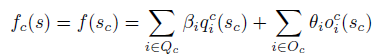 f_c(s) = f(s_c) = \sum_{i \in Q_c} \beta_i q_i^c(s_c) + \sum_{i \in O_c} \theta_i o_i^c(s_c)